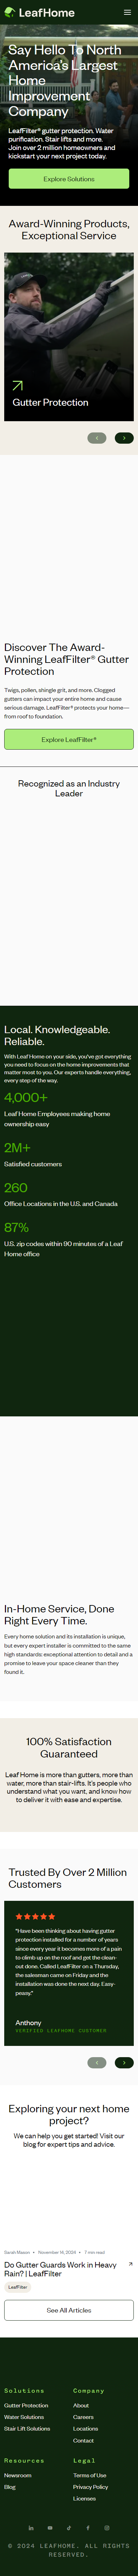 LeafHome
Say Hello To North
America's Largest
Home
Improvement
Company
LeafFilter® gutter protection. Water
purification. Stair lifts and more.
Join over 2 million homeowners and
kickstart your next project today.
Explore Solutions
Award-Winning Products,
Exceptional Service
Gutter Protection
Discover The Award-
Winning LeafFilter® Gutter
Protection
Twigs, pollen, shingle grit, and more. Clogged
gutters can impact your entire home and cause
serious damage. LeafFilter® protects your home—
from roof to foundation.
Explore LeafFilter®
Recognized as an Industry
Leader
Local. Knowledgeable.
Reliable.
With Leaf Home on your side, you've got everything
you need to focus on the home improvements that
matter most to you. Our experts handle everything,
every step of the way.
4,000+
Leaf Home Employees making home
ownership easy
2M+
Satisfied customers
260
Office Locations in the U.S. and Canada
87%
U.S. zip codes within 90 minutes of a Leaf
Home office
In-Home Service, Done
Right Every Time.
Every home solution and its installation is unique,
but every expert installer is committed to the same
high standards: exceptional attention to detail and a
promise to leave your space cleaner than they
found it.
100% Satisfaction
Guaranteed
Leaf Home is more than gutters, more than
water, more than stair-lifts. It's people who
understand what you want, and know how
to deliver it with ease and expertise.
Trusted By Over 2 Million
Customers
"I Have been thinking about having gutter
protection installed for a number of years
since every year it becomes more of a pain
to climb up on the roof and get the clean-
out done. Called LeafFilter on a Thursday,
the salesman came on Friday and the
instillation was done the next day. Easy-
peasy."
Anthony
VERIFIED LEAFHOME CUSTOMER
Exploring your next home
project?
We can help you get started! Visit our
blog for expert tips and advice.
Sarah Mason • November 14, 2024 • 7 min read
Do Gutter Guards Work in Heavy
Rain? | LeafFilter
LeafFilter
See All Articles
Solutions
Gutter Protection
Water Solutions
Stair Lift Solutions
Company
About
Careers
Locations
Contact
Resources
Newsroom
Blog
Legal
Terms of Use
Privacy Policy
Licenses
© 2024 LEAFHOME. ALL RIGHTS
RESERVED.